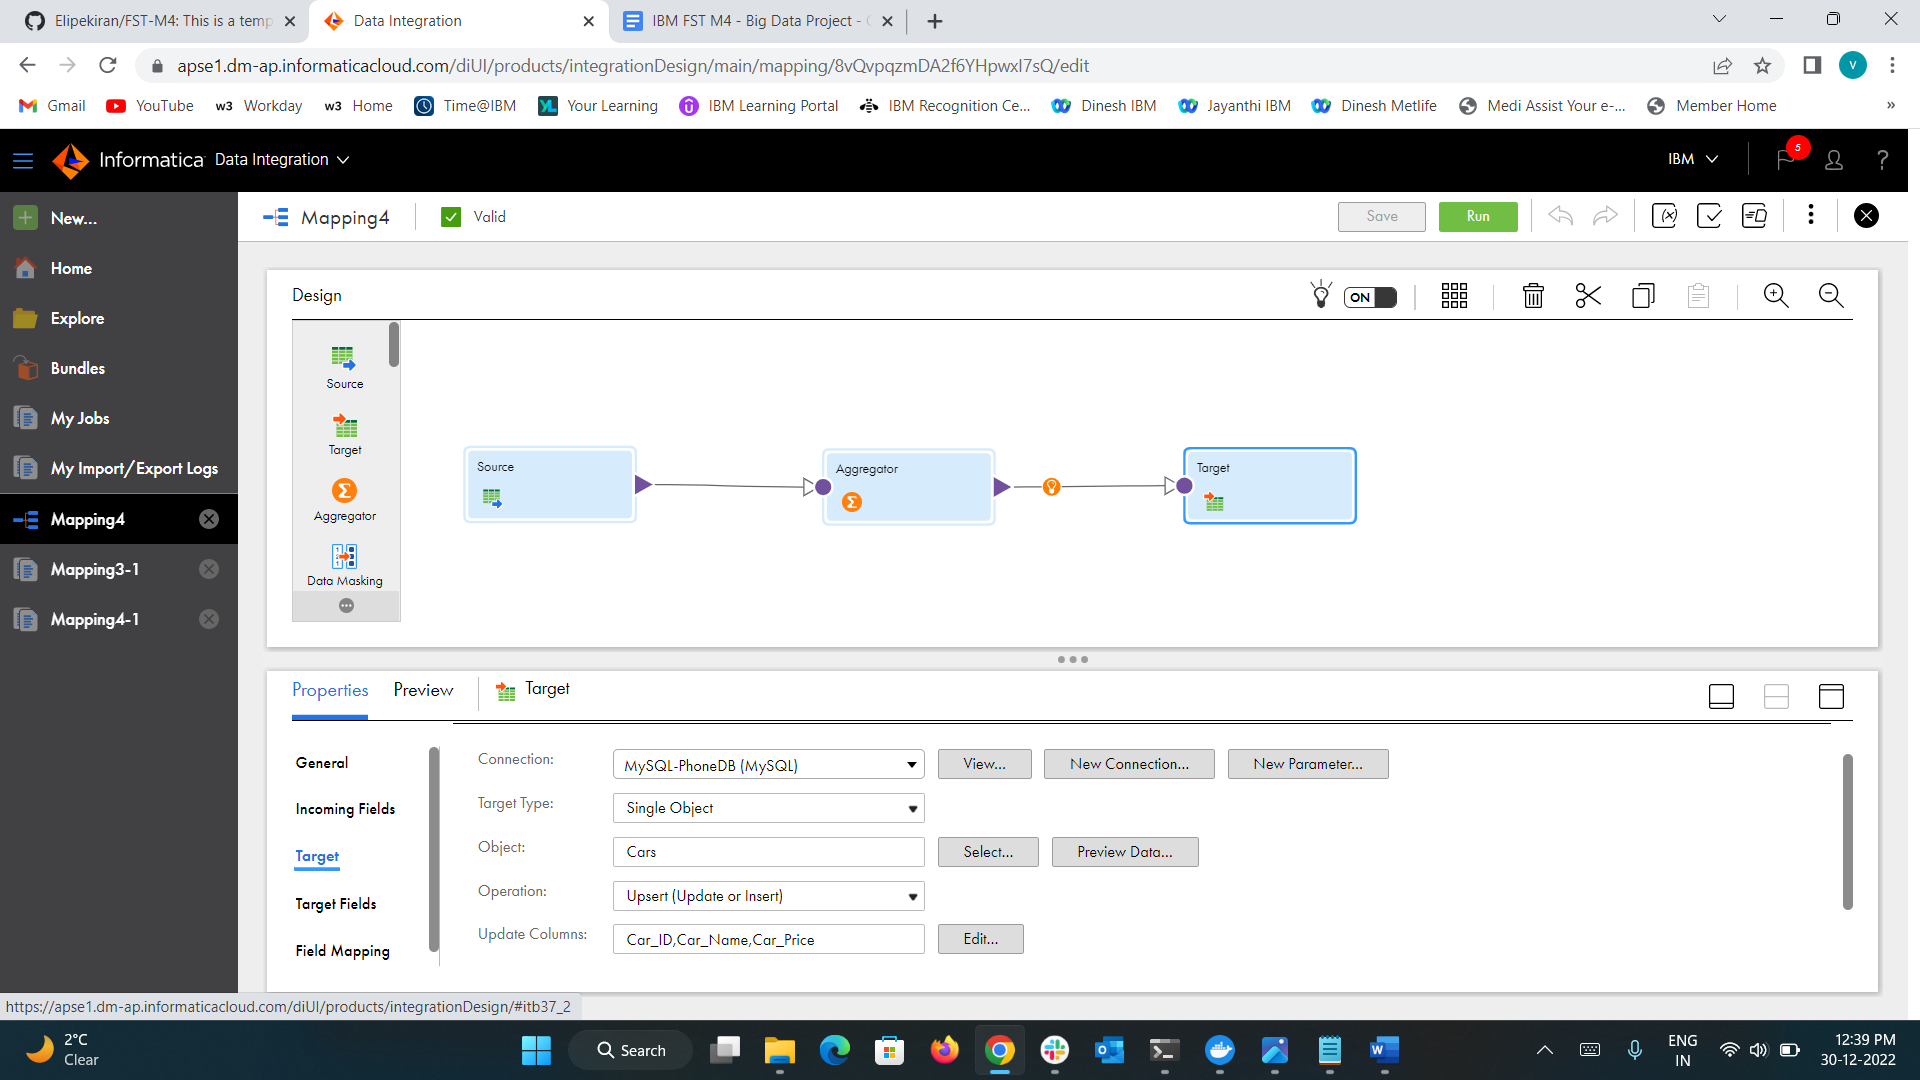 Elipekiran/FST-M4: This is a temp
Data Integration
IBM FST M4 - Big Data Project -
apse1.dm-ap.informaticacloud.com/diUI/products/integrationDesign/main/mapping/8vQvpqzmDA2f6YHpwxI7sQ/edit
V
Gmail
YouTube
w3 Workday
w3 Home
Time@IBM
YL Your Learning
IBM Learning Portal
IBM Recognition Ce...
Dinesh IBM
Jayanthi IBM
Dinesh Metlife
Medi Assist Your e-...
Member Home
»
Informatica Data Integration
IBM
5
?
New...
Home
Explore
Bundles
My Jobs
My Import/Export Logs
Mapping4
Mapping3-1
Mapping4-1
Mapping4
Valid
Save
Run
Design
ON
Source
Target
Aggregator
Data Masking
Source
Aggregator
Target
Properties
Preview
Target
General
Incoming Fields
Target
Target Fields
Field Mapping
Connection: MySQL-PhoneDB (MySQL) View... New Connection... New Parameter...
Target Type: Single Object
Object: Cars Select... Preview Data...
Operation: Upsert (Update or Insert)
Update Columns: Car_ID,Car_Name,Car_Price Edit...
https://apse1.dm-ap.informaticacloud.com/diUI/products/integrationDesign/#itb37_2
2°C
Clear
Search
ENG
IN
12:39 PM
30-12-2022